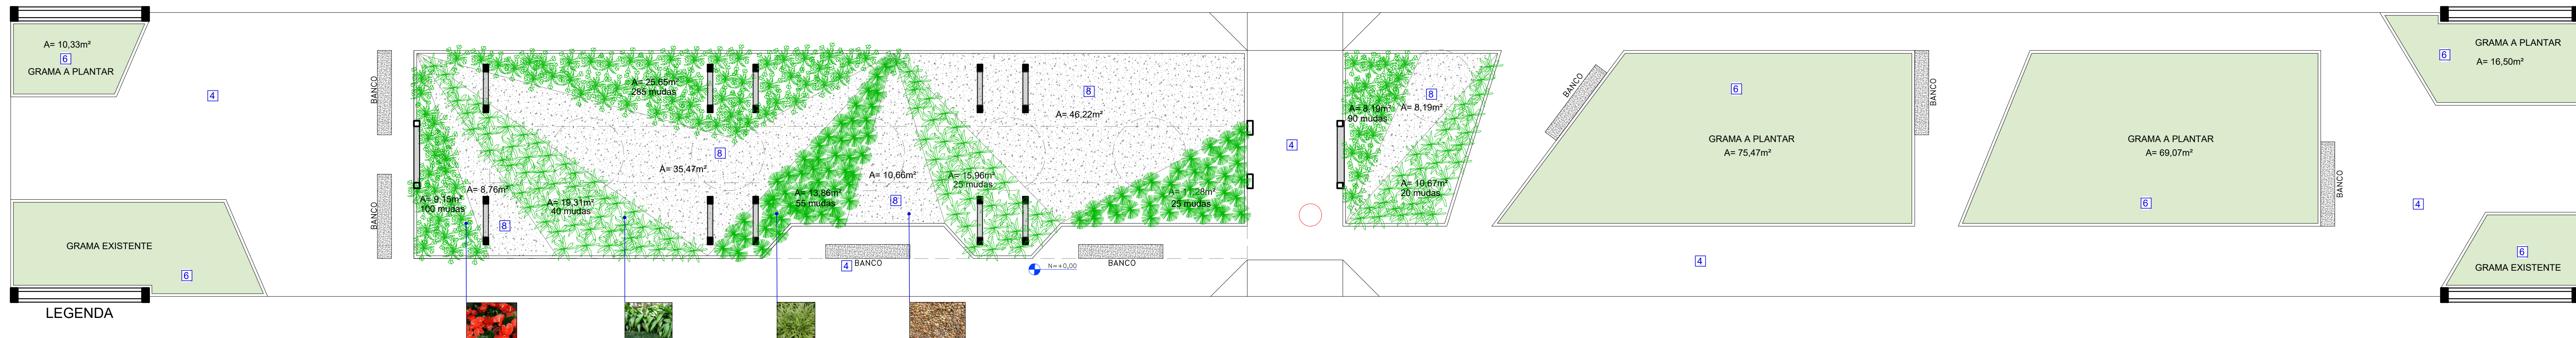 A= 10,33m²
6
GRAMA A PLANTAR
4
GRAMA EXISTENTE
6
LEGENDA
BANCO
BANCO
A= 9,15m²
100 mudas
A= 8,76m²
8
A= 19,31m²
40 mudas
A= 25,65m²
285 mudas
8
A= 35,47m²
A= 13,86m²
55 mudas
A= 10,66m²
8
A= 15,96m²
25 mudas
8
A= 46,22m²
A= 11,28m²
25 mudas
4
BANCO
N=+0,00
BANCO
4
A= 8,19m²
90 mudas
8
A= 8,19m²
A= 10,67m²
20 mudas
BANCO
6
GRAMA A PLANTAR
A= 75,47m²
BANCO
4
GRAMA A PLANTAR
A= 69,07m²
6
BANCO
4
6
GRAMA A PLANTAR
A= 16,50m²
6
GRAMA EXISTENTE